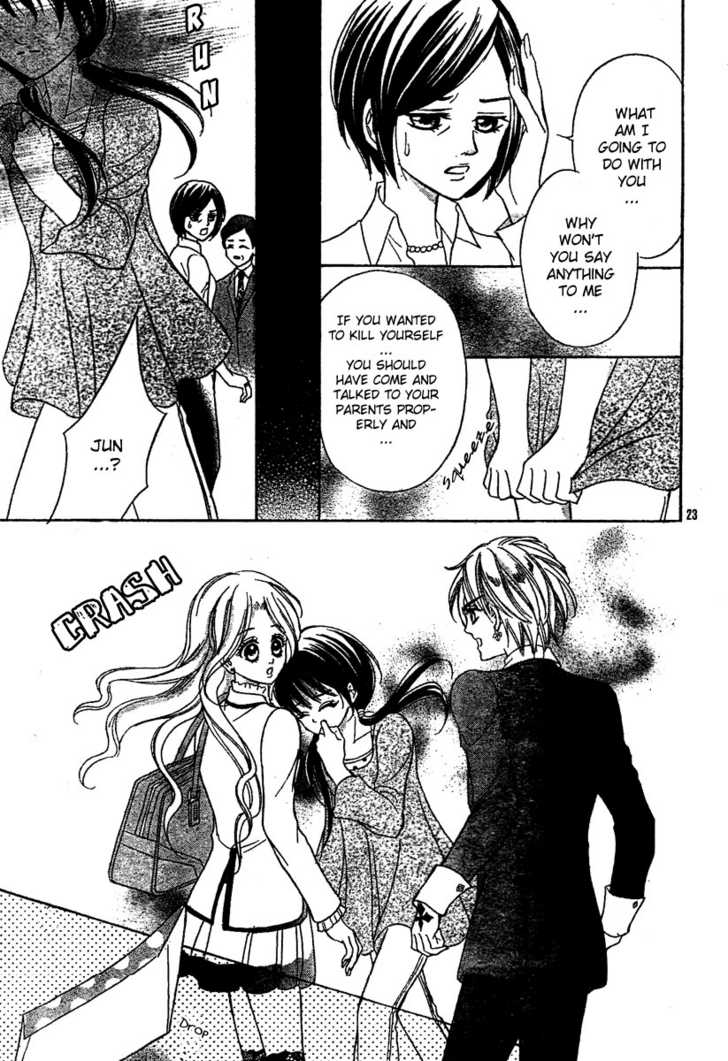 WHAT
AM I
GOING TO
DO WITH
YOU
...
WHY
WON'T
YOU SAY
ANYTHING
TO ME
...
IF YOU WANTED
TO KILL YOURSELF
...
YOU SHOULD
HAVE COME AND
TALKED TO YOUR
PARENTS PROP-
ERLY AND
...
squeeze
RUN
JUN
...?
23
CRASH
Drop